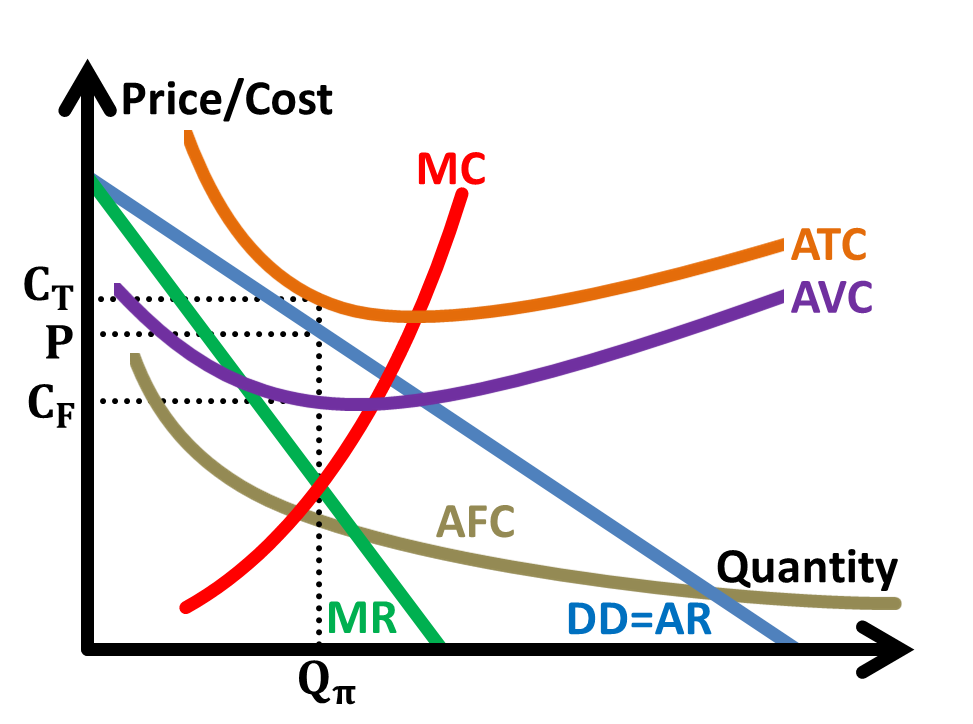 Price/Cost
MC
ATC
C_T
AVC
P
C_F
AFC
Quantity
MR
DD=AR
Q_π